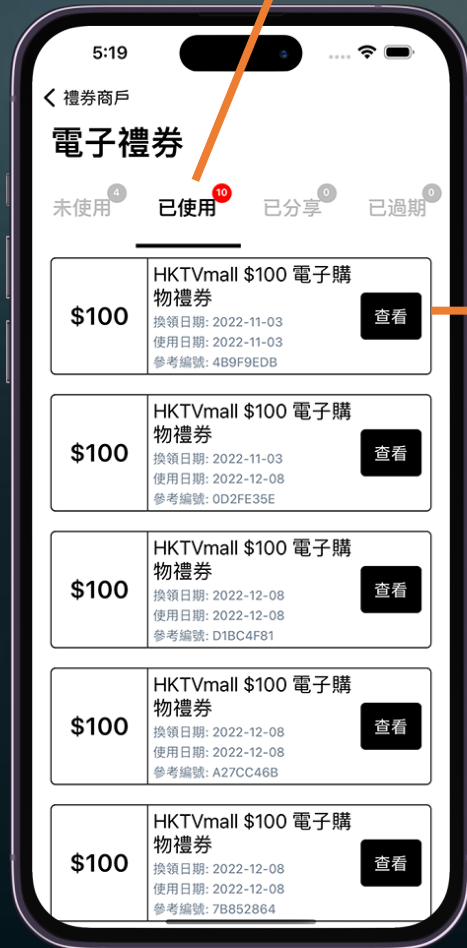 5:19
禮券商戶
電子禮券
未使用 4
已使用 10
已分享 0
已過期 0
$100
HKTVmall $100 電子購
物禮券
換領日期: 2022-11-03
使用日期: 2022-11-03
參考編號: 4B9F9EDB
查看
$100
HKTVmall $100 電子購
物禮券
換領日期: 2022-11-03
使用日期: 2022-12-08
參考編號: 0D2FE35E
查看
$100
HKTVmall $100 電子購
物禮券
換領日期: 2022-12-08
使用日期: 2022-12-08
參考編號: D1BC4F81
查看
$100
HKTVmall $100 電子購
物禮券
換領日期: 2022-12-08
使用日期: 2022-12-08
參考編號: A27CC46B
查看
$100
HKTVmall $100 電子購
物禮券
換領日期: 2022-12-08
使用日期: 2022-12-08
參考編號: 7B852864
查看